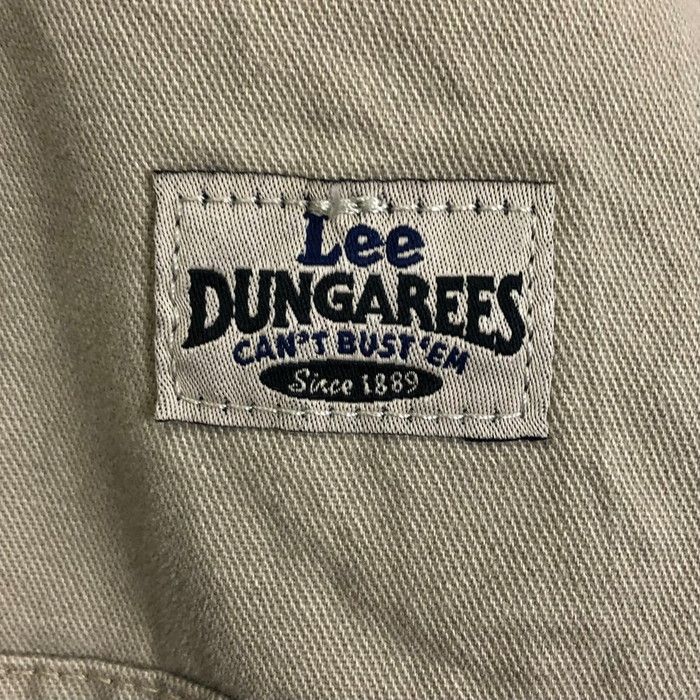 Lee
DUNGAREES
CAN'T BUST 'EM
Since 1889